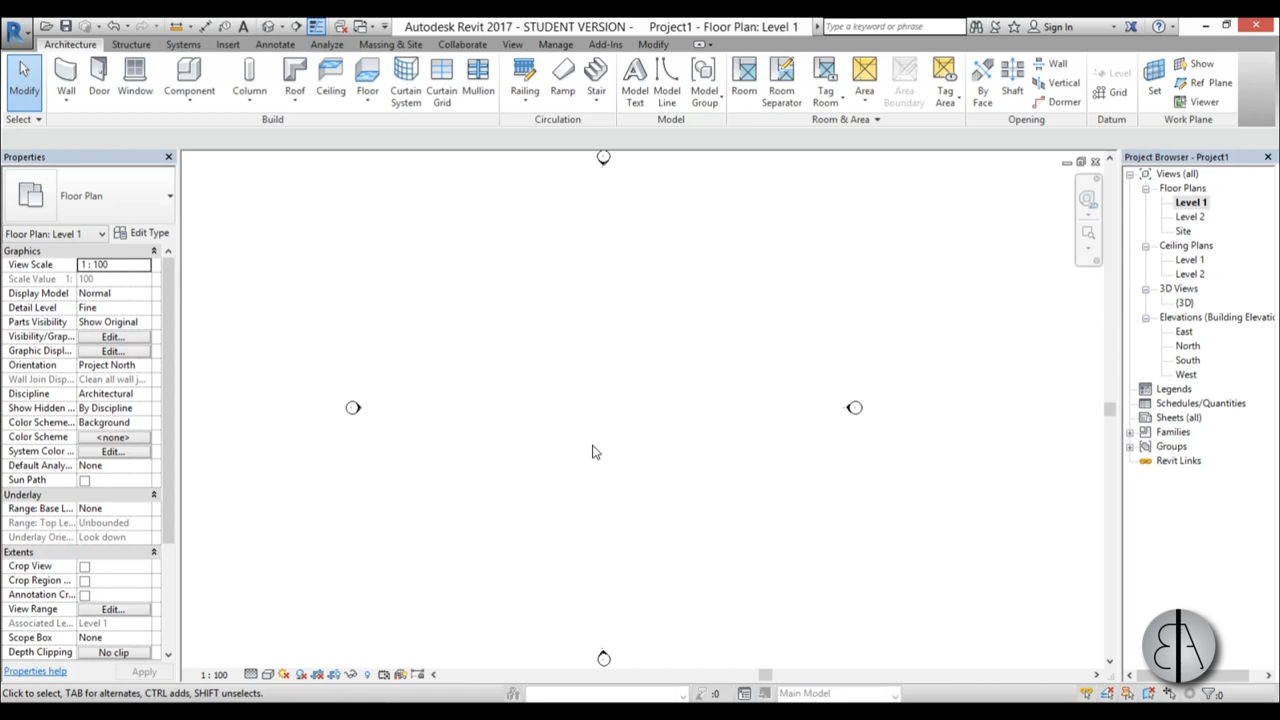 Autodesk Revit 2017 - STUDENT VERSION - Project1 - Floor Plan: Level 1
Type a keyword or phrase
Sign In
Architecture Structure Systems Insert Annotate Analyze Massing & Site Collaborate View Manage Add-Ins Modify
Modify
Wall Door Window Component Column Roof Ceiling Floor Curtain System Curtain Grid Mullion
Railing Ramp Stair
Model Text Model Line Model Group
Room Room Separator Tag Room Area Area Boundary Tag Area
By Face Shaft Wall Vertical Dormer
Level Grid
Set Show Ref Plane Viewer
Select Build Circulation Model Room & Area Opening Datum Work Plane
Properties
Floor Plan
Floor Plan: Level 1 Edit Type
Graphics
View Scale 1 : 100
Scale Value 1: 100
Display Model Normal
Detail Level Fine
Parts Visibility Show Original
Visibility/Grap... Edit...
Graphic Displ... Edit...
Orientation Project North
Wall Join Disp... Clean all wall j...
Discipline Architectural
Show Hidden ... By Discipline
Color Scheme... Background
Color Scheme <none>
System Color ... Edit...
Default Analy... None
Sun Path
Underlay
Range: Base L... None
Range: Top Le... Unbounded
Underlay Orie... Look down
Extents
Crop View
Crop Region ...
Annotation Cr...
View Range Edit...
Associated Le... Level 1
Scope Box None
Depth Clipping No clip
Properties help Apply
Project Browser - Project1
Views (all)
Floor Plans
Level 1
Level 2
Site
Ceiling Plans
Level 1
Level 2
3D Views
{3D}
Elevations (Building Elevatio
East
North
South
West
Legends
Schedules/Quantities
Sheets (all)
Families
Groups
Revit Links
1 : 100
Click to select, TAB for alternates, CTRL adds, SHIFT unselects.
:0
Main Model
:0